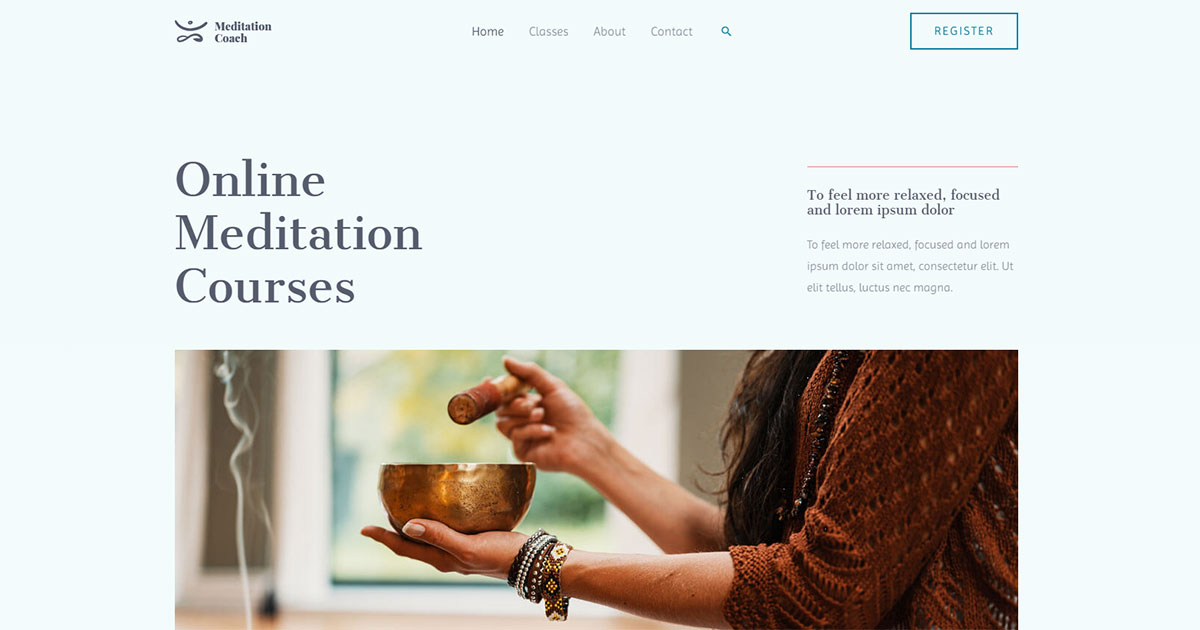 Meditation
Coach
Home Classes About Contact
REGISTER
Online
Meditation
Courses
To feel more relaxed, focused
and lorem ipsum dolor
To feel more relaxed, focused and lorem
ipsum dolor sit amet, consectetur elit. Ut
elit tellus, luctus nec magna.